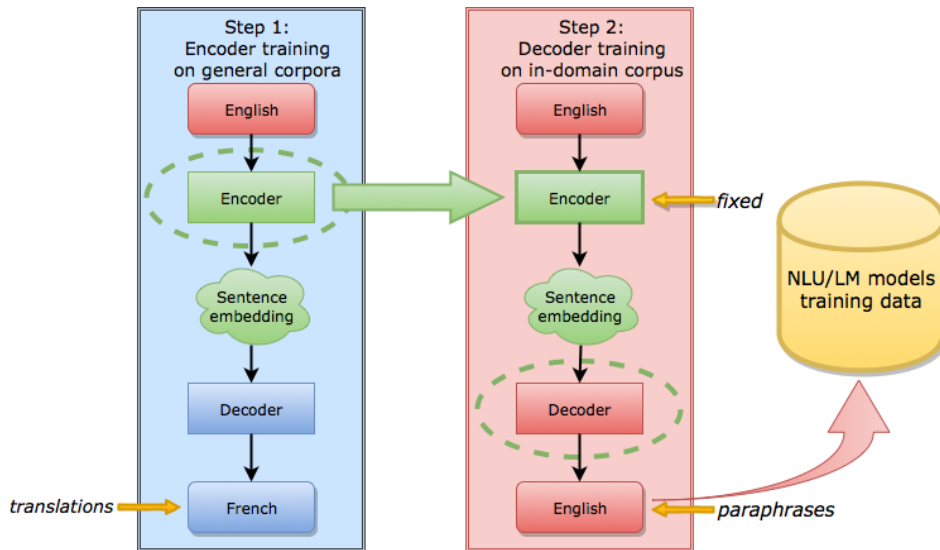 Step 1:
Encoder training
on general corpora
English
Encoder
Sentence
embedding
Decoder
French
translations
Step 2:
Decoder training
on in-domain corpus
English
Encoder
fixed
Sentence
embedding
Decoder
English
paraphrases
NLU/LM models
training data